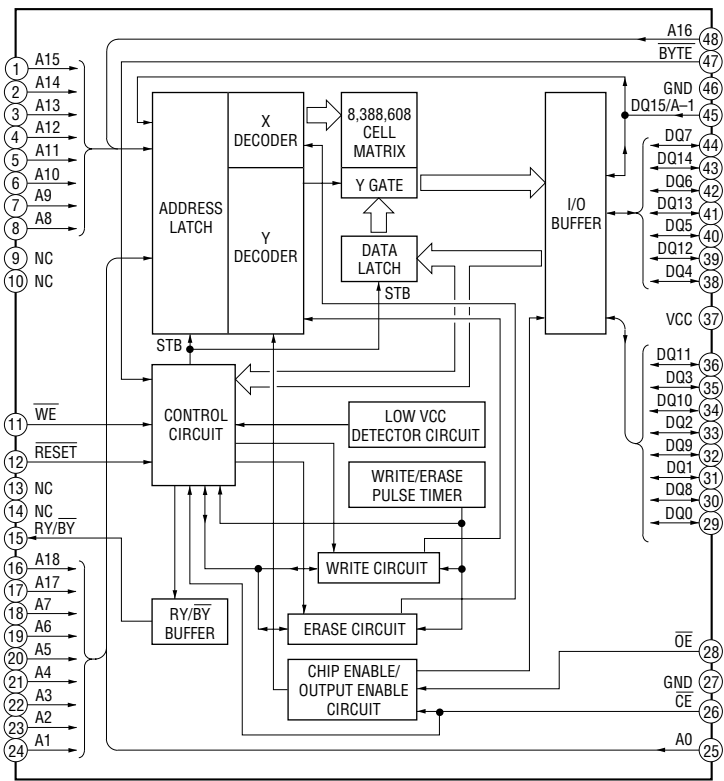 1 A15
2 A14
3 A13
4 A12
5 A11
6 A10
7 A9
8 A8
9 NC
10 NC
11 WE
12 RESET
13 NC
14 NC
15 RY/BY
16 A18
17 A17
18 A7
19 A6
20 A5
21 A4
22 A3
23 A2
24 A1
ADDRESS
LATCH
X
DECODER
Y
DECODER
8,388,608
CELL
MATRIX
Y GATE
DATA
LATCH
STB
STB
I/O
BUFFER
CONTROL
CIRCUIT
LOW VCC
DETECTOR CIRCUIT
WRITE/ERASE
PULSE TIMER
WRITE CIRCUIT
RY/BY
BUFFER
ERASE CIRCUIT
CHIP ENABLE/
OUTPUT ENABLE
CIRCUIT
A16 48
BYTE 47
GND 46
DQ15/A–1 45
DQ7 44
DQ14 43
DQ6 42
DQ13 41
DQ5 40
DQ12 39
DQ4 38
VCC 37
DQ11 36
DQ3 35
DQ10 34
DQ2 33
DQ9 32
DQ1 31
DQ8 30
DQ0 29
OE 28
GND 27
CE 26
A0 25